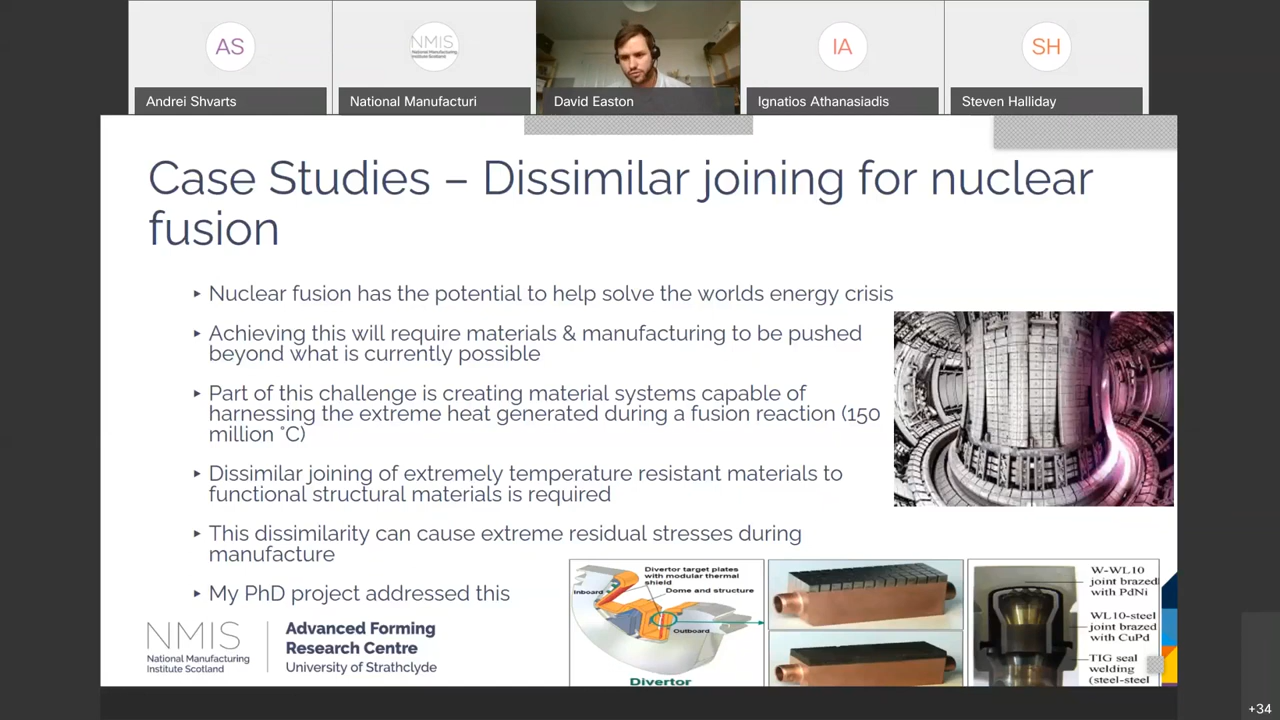 AS
NMIS
National Manufacturing
Institute Scotland
IA
SH
Andrei Shvarts
National Manufacturi
David Easton
Ignatios Athanasiadis
Steven Halliday
Case Studies – Dissimilar joining for nuclear
fusion
▸ Nuclear fusion has the potential to help solve the worlds energy crisis
▸ Achieving this will require materials & manufacturing to be pushed
beyond what is currently possible
▸ Part of this challenge is creating material systems capable of
harnessing the extreme heat generated during a fusion reaction (150
million °C)
▸ Dissimilar joining of extremely temperature resistant materials to
functional structural materials is required
▸ This dissimilarity can cause extreme residual stresses during
manufacture
▸ My PhD project addressed this
Divertor target plates
with modular thermal
shield
Inboard
Dome and structure
Outboard
Divertor
W-WL10
joint brazed
with PdNi
WL10-steel
joint brazed
with CuPd
TIG seal
welding
(steel-steel
NMIS
National Manufacturing
Institute Scotland
Advanced Forming
Research Centre
University of Strathclyde
+34